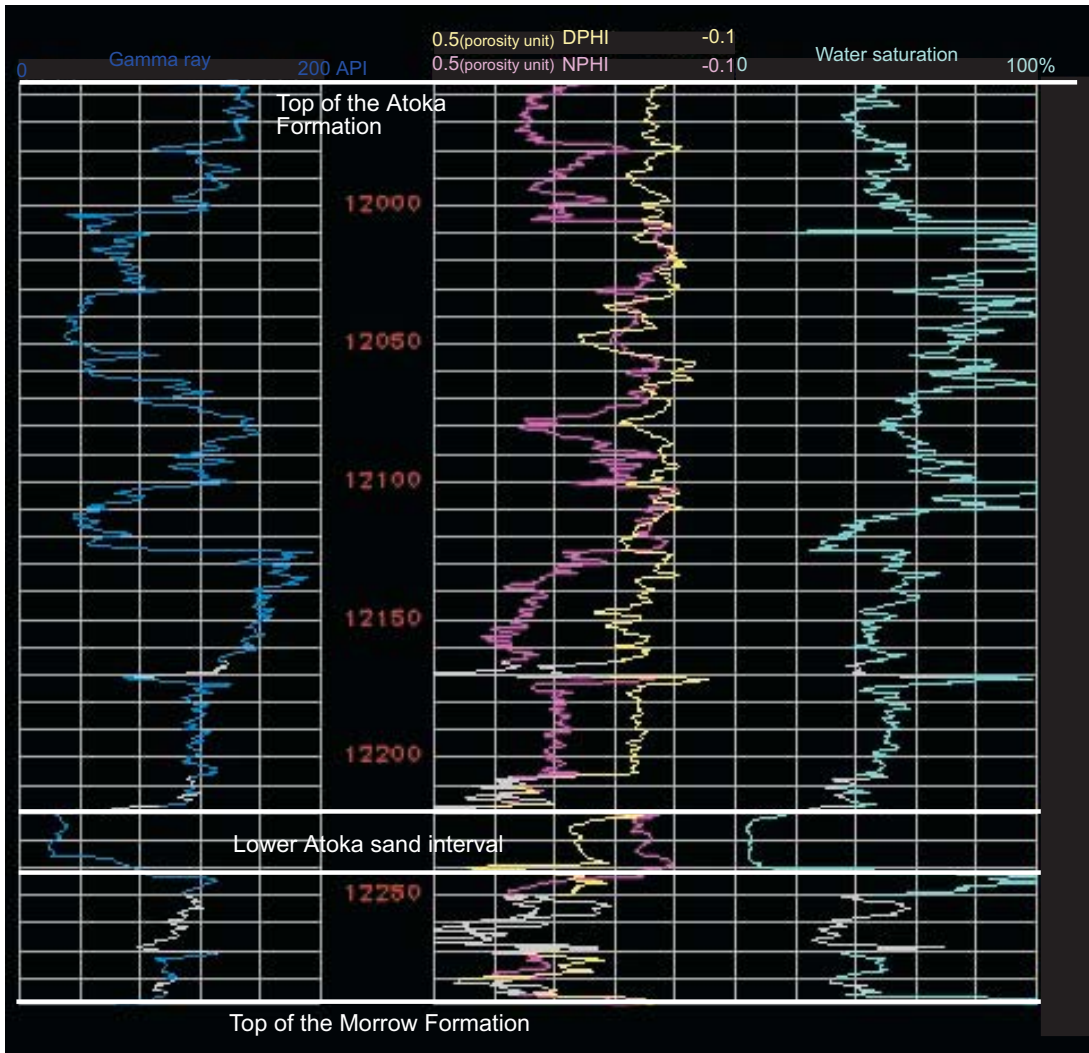 0.5(porosity unit) DPHI -0.1
0 Gamma ray 200 API
0.5(porosity unit) NPHI -0.1
0 Water saturation 100%
Top of the Atoka
Formation
12000
12050
12100
12150
12200
Lower Atoka sand interval
12250
Top of the Morrow Formation